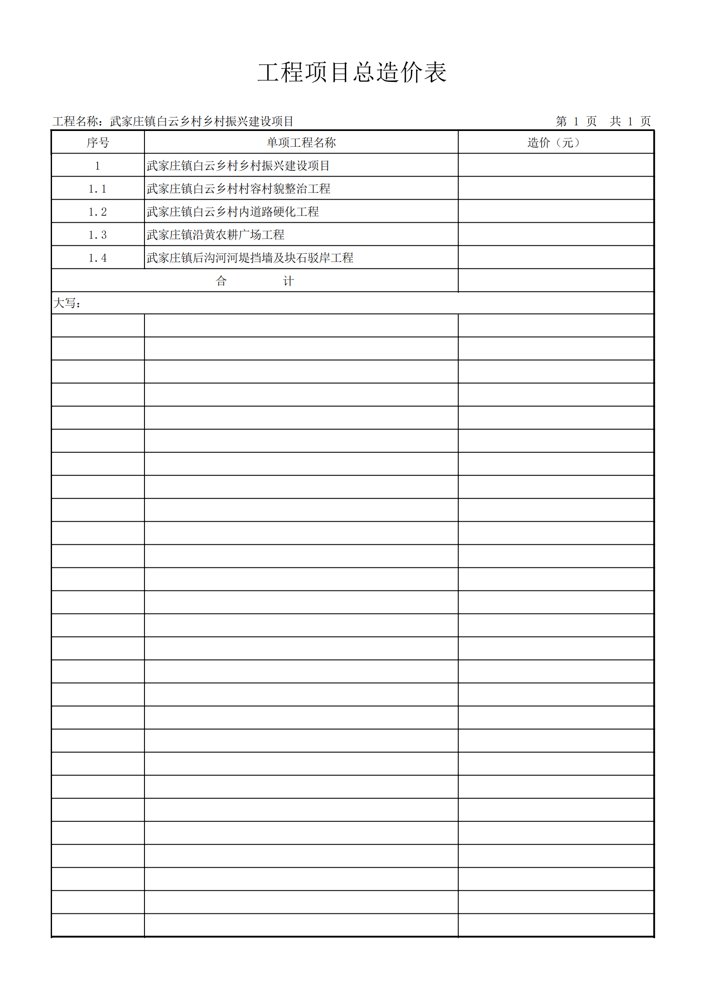 工程项目总造价表
工程名称：武家庄镇白云乡村乡村振兴建设项目 第 1 页 共 1 页
序号 单项工程名称 造价（元）
1 武家庄镇白云乡村乡村振兴建设项目
1.1 武家庄镇白云乡村村容村貌整治工程
1.2 武家庄镇白云乡村内道路硬化工程
1.3 武家庄镇沿黄农耕广场工程
1.4 武家庄镇后沟河河堤挡墙及块石驳岸工程
合 计
大写：